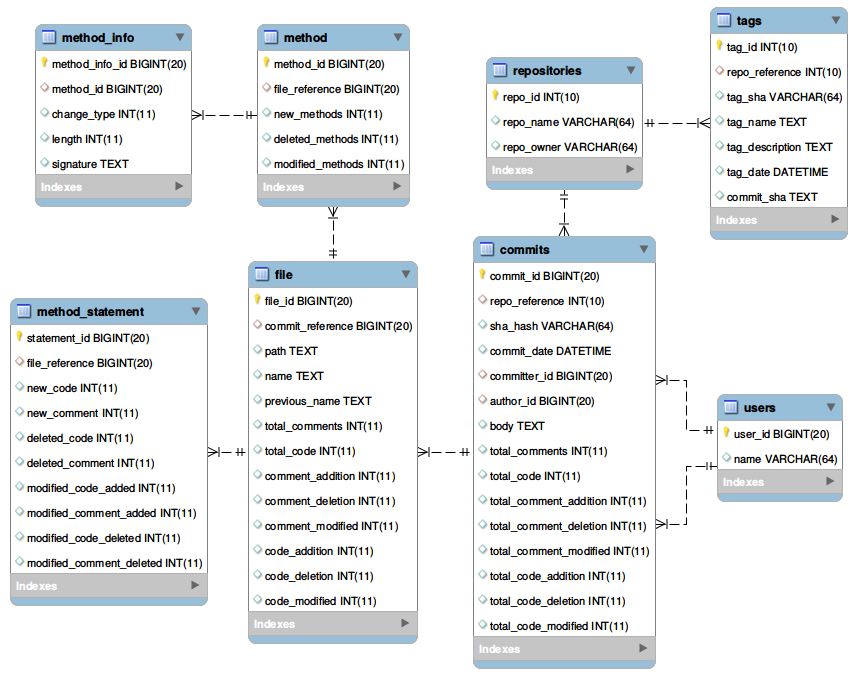 method_info
method_info_id BIGINT(20)
method_id BIGINT(20)
change_type INT(11)
length INT(11)
signature TEXT
Indexes
method
method_id BIGINT(20)
file_reference BIGINT(20)
new_methods INT(11)
deleted_methods INT(11)
modified_methods INT(11)
Indexes
repositories
repo_id INT(10)
repo_name VARCHAR(64)
repo_owner VARCHAR(64)
Indexes
tags
tag_id INT(10)
repo_reference INT(10)
tag_sha VARCHAR(64)
tag_name TEXT
tag_description TEXT
tag_date DATETIME
commit_sha TEXT
Indexes
method_statement
statement_id BIGINT(20)
file_reference BIGINT(20)
new_code INT(11)
new_comment INT(11)
deleted_code INT(11)
deleted_comment INT(11)
modified_code_added INT(11)
modified_comment_added INT(11)
modified_code_deleted INT(11)
modified_comment_deleted INT(11)
Indexes
file
file_id BIGINT(20)
commit_reference BIGINT(20)
path TEXT
name TEXT
previous_name TEXT
total_comments INT(11)
total_code INT(11)
comment_addition INT(11)
comment_deletion INT(11)
comment_modified INT(11)
code_addition INT(11)
code_deletion INT(11)
code_modified INT(11)
Indexes
commits
commit_id BIGINT(20)
repo_reference INT(10)
sha_hash VARCHAR(64)
commit_date DATETIME
committer_id BIGINT(20)
author_id BIGINT(20)
body TEXT
total_comments INT(11)
total_code INT(11)
total_comment_addition INT(11)
total_comment_deletion INT(11)
total_comment_modified INT(11)
total_code_addition INT(11)
total_code_deletion INT(11)
total_code_modified INT(11)
Indexes
users
user_id BIGINT(20)
name VARCHAR(64)
Indexes